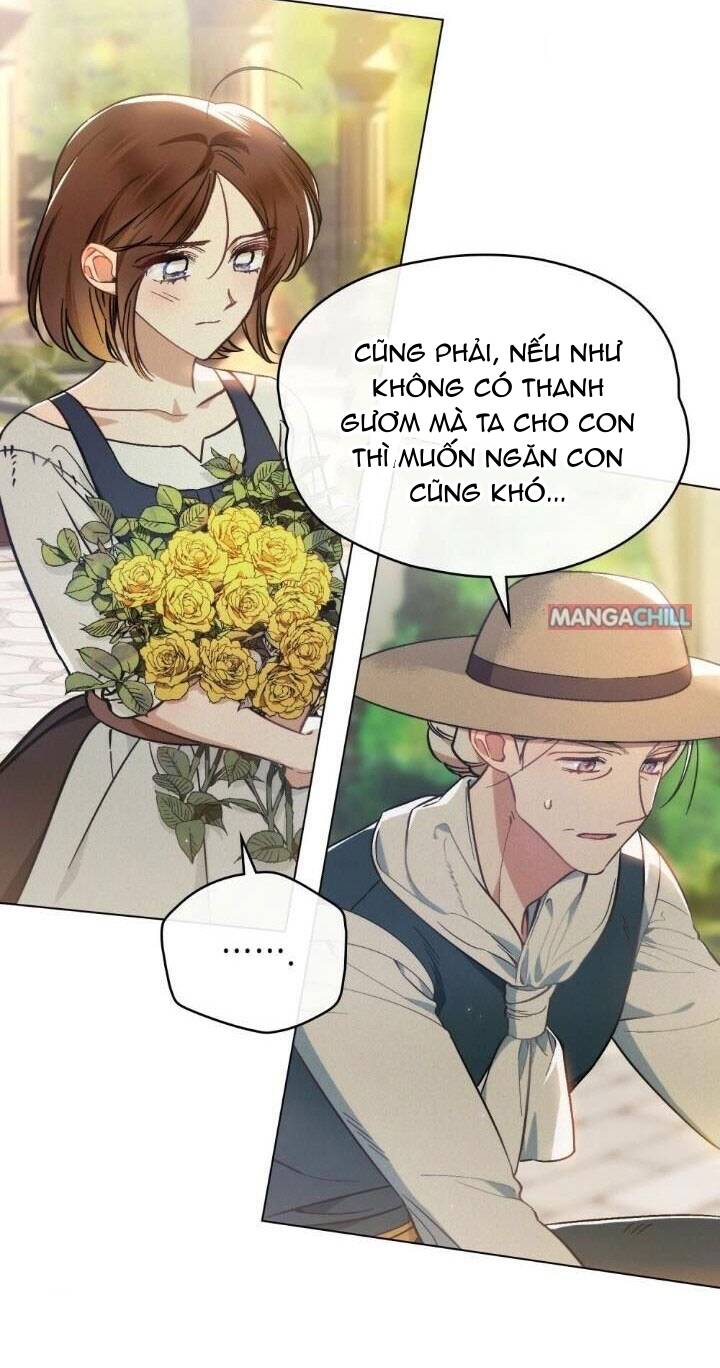 CŨNG PHẢI, NẾU NHƯ
KHÔNG CÓ THANH
GƯƠM MÀ TA CHO CON
THÌ MUỐN NGĂN CON
CŨNG KHÓ...
MANGACHILL
.......